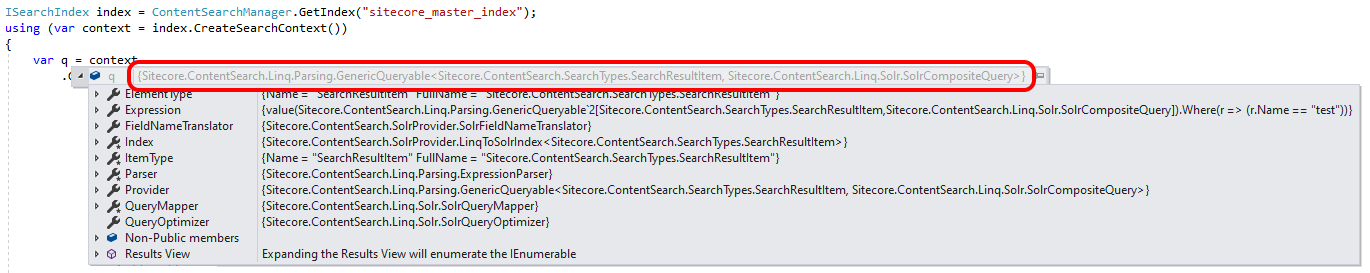 ISearchIndex index = ContentSearchManager.GetIndex("sitecore_master_index");
using (var context = index.CreateSearchContext())
{
var q = context
q {Sitecore.ContentSearch.Linq.Parsing.GenericQueryable<Sitecore.ContentSearch.SearchTypes.SearchResultItem, Sitecore.ContentSearch.Linq.Solr.SolrCompositeQuery>}
ElementType {Name = "SearchResultItem" FullName = "Sitecore.ContentSearch.SearchTypes.SearchResultItem"}
Expression {value(Sitecore.ContentSearch.Linq.Parsing.GenericQueryable`2[Sitecore.ContentSearch.SearchTypes.SearchResultItem,Sitecore.ContentSearch.Linq.Solr.SolrCompositeQuery]).Where(r => (r.Name == "test"))}
FieldNameTranslator {Sitecore.ContentSearch.SolrProvider.SolrFieldNameTranslator}
Index {Sitecore.ContentSearch.SolrProvider.LinqToSolrIndex<Sitecore.ContentSearch.SearchTypes.SearchResultItem>}
ItemType {Name = "SearchResultItem" FullName = "Sitecore.ContentSearch.SearchTypes.SearchResultItem"}
Parser {Sitecore.ContentSearch.Linq.Parsing.ExpressionParser}
Provider {Sitecore.ContentSearch.Linq.Parsing.GenericQueryable<Sitecore.ContentSearch.SearchTypes.SearchResultItem, Sitecore.ContentSearch.Linq.Solr.SolrCompositeQuery>}
QueryMapper {Sitecore.ContentSearch.Linq.Solr.SolrQueryMapper}
QueryOptimizer {Sitecore.ContentSearch.Linq.Solr.SolrQueryOptimizer}
Non-Public members
Results View Expanding the Results View will enumerate the IEnumerable